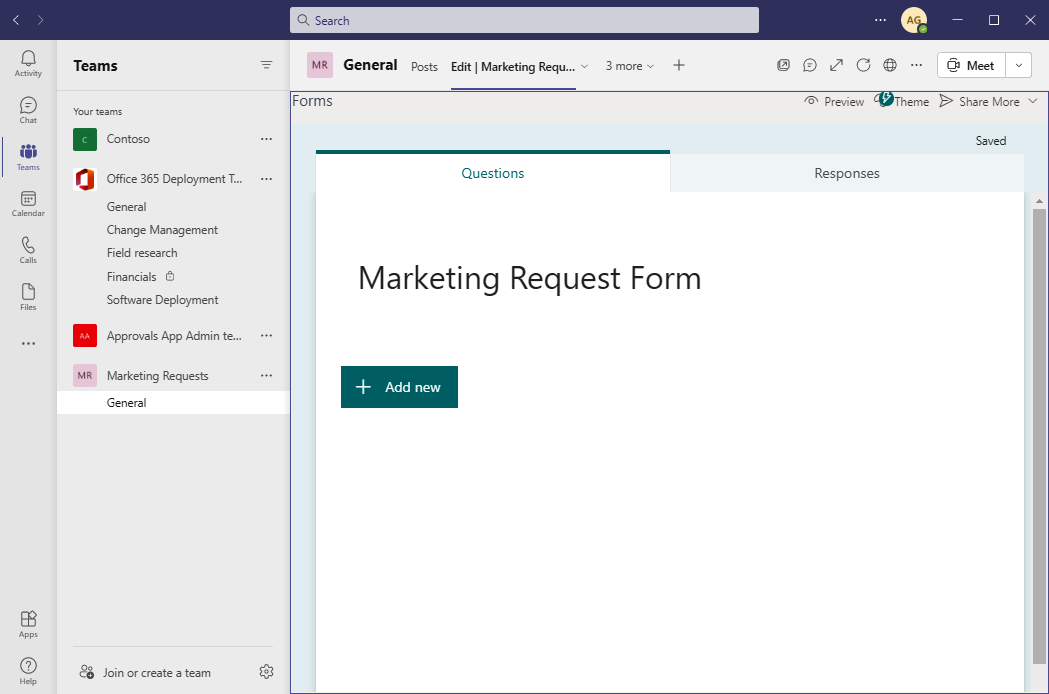 Search
AG
Activity
Chat
Teams
Calendar
Calls
Files
Apps
Help
Teams
Your teams
C
Contoso
Office 365 Deployment T...
General
Change Management
Field research
Financials
Software Deployment
AA
Approvals App Admin te...
MR
Marketing Requests
General
Join or create a team
MR
General
Posts
Edit | Marketing Requ...
3 more
Meet
Forms
Preview
Theme
Share More
Saved
Questions
Responses
Marketing Request Form
Add new